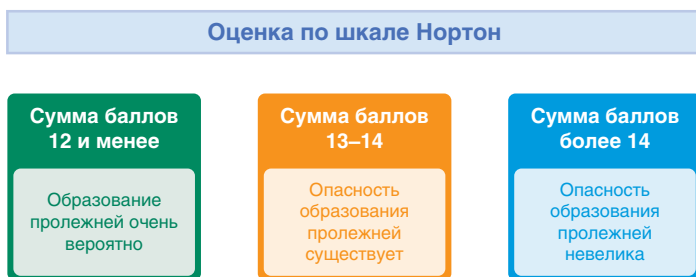 Оценка по шкале Нортон
Сумма баллов
12 и менее
Образование
пролежней очень
вероятно
Сумма баллов
13–14
Опасность
образования
пролежней
существует
Сумма баллов
более 14
Опасность
образования
пролежней
невелика